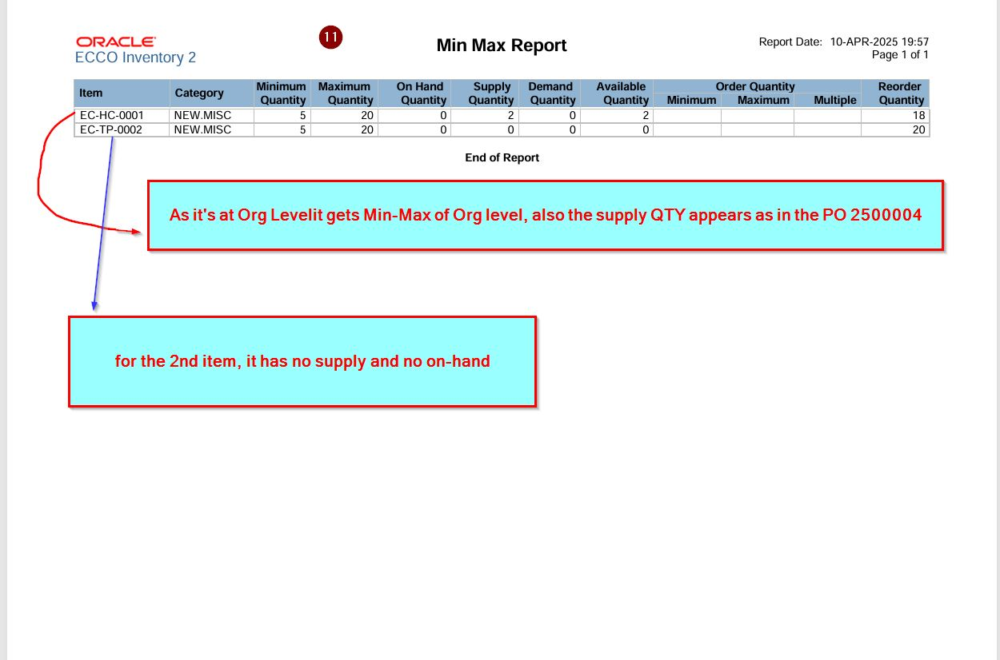 ORACLE
ECCO Inventory 2
11
Min Max Report
Report Date: 10-APR-2025 19:57
Page 1 of 1
Item Category Minimum Quantity Maximum Quantity On Hand Quantity Supply Quantity Demand Quantity Available Quantity Order Quantity Minimum Maximum Multiple Reorder Quantity
EC-HC-0001 NEW.MISC 5 20 0 2 0 2 18
EC-TP-0002 NEW.MISC 5 20 0 0 0 0 20
End of Report
As it's at Org Levelit gets Min-Max of Org level, also the supply QTY appears as in the PO 2500004
for the 2nd item, it has no supply and no on-hand